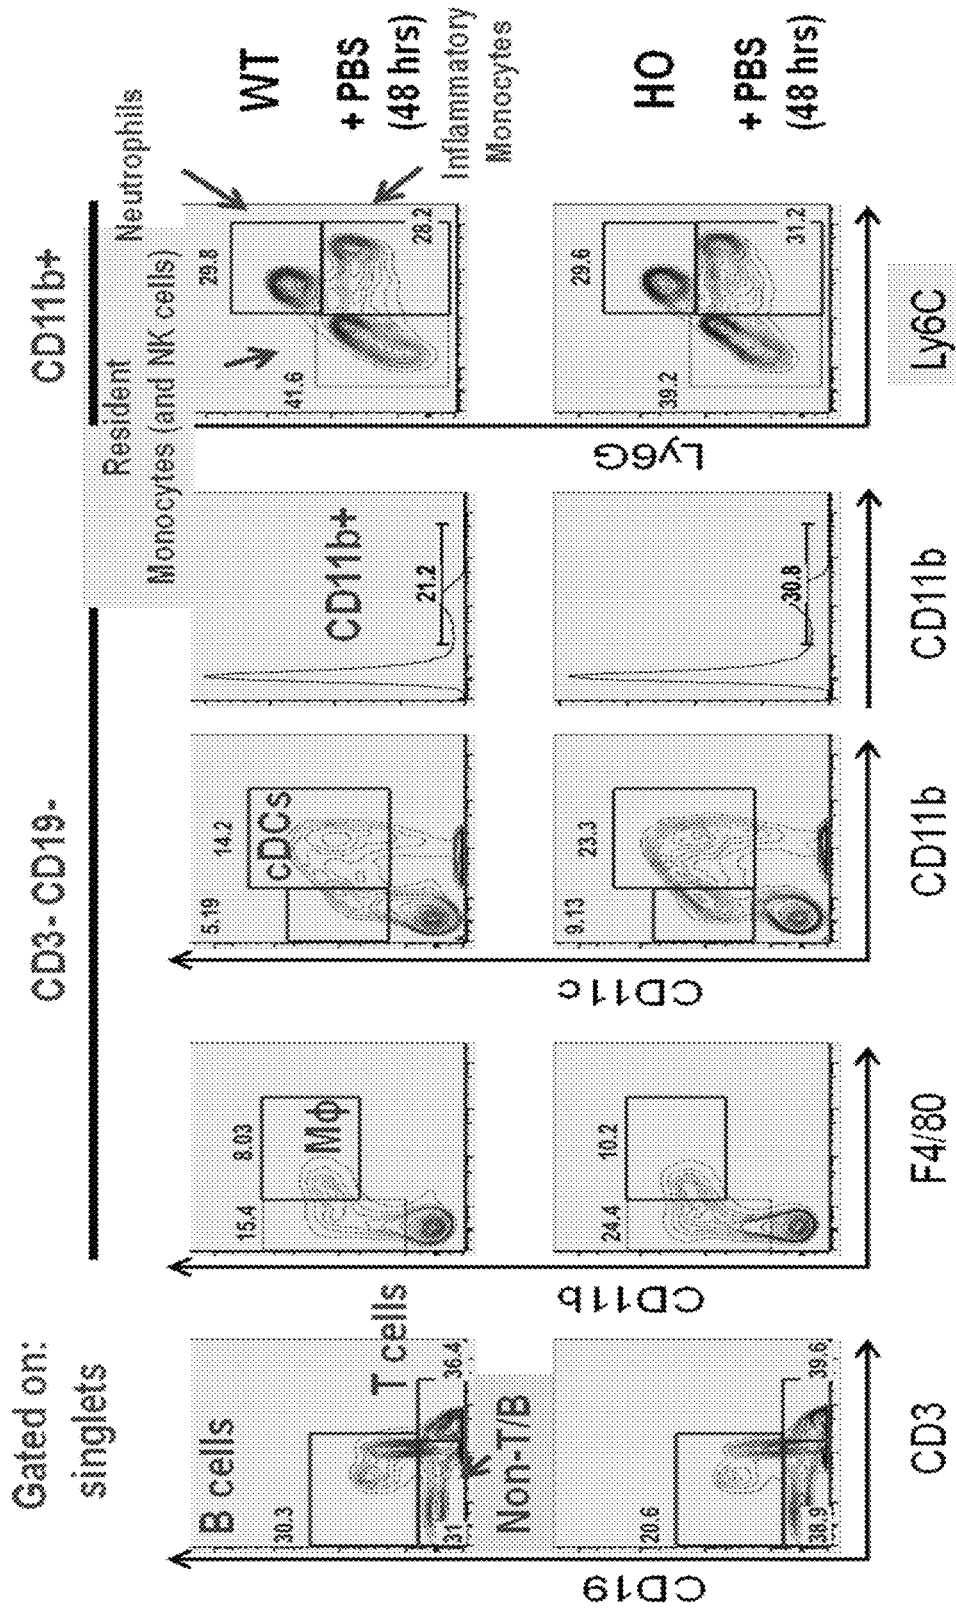 Gated on:
singlets
CD3- CD19-
CD11b+
Resident
Monocytes (and NK cells)
Neutrophils
B cells
30.3
T cells
36.4
31
Non-T/B
15.4
8.03
Mϕ
5.19
14.2
cDCs
CD11b+
21.2
41.6
29.8
28.2
WT
+ PBS
(48 hrs)
Inflammatory
Monocytes
20.6
39.6
38.9
24.4
10.2
9.13
23.3
30.8
39.2
29.6
31.2
HO
+ PBS
(48 hrs)
CD19
CD11b
CD11c
Ly6G
CD3
F4/80
CD11b
CD11b
Ly6C